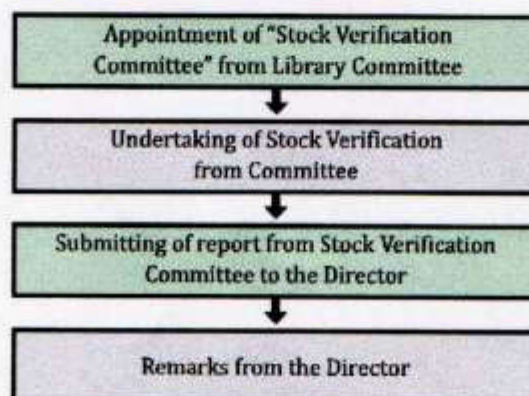 Appointment of "Stock Verification
Committee" from Library Committee
Undertaking of Stock Verification
from Committee
Submitting of report from Stock Verification
Committee to the Director
Remarks from the Director